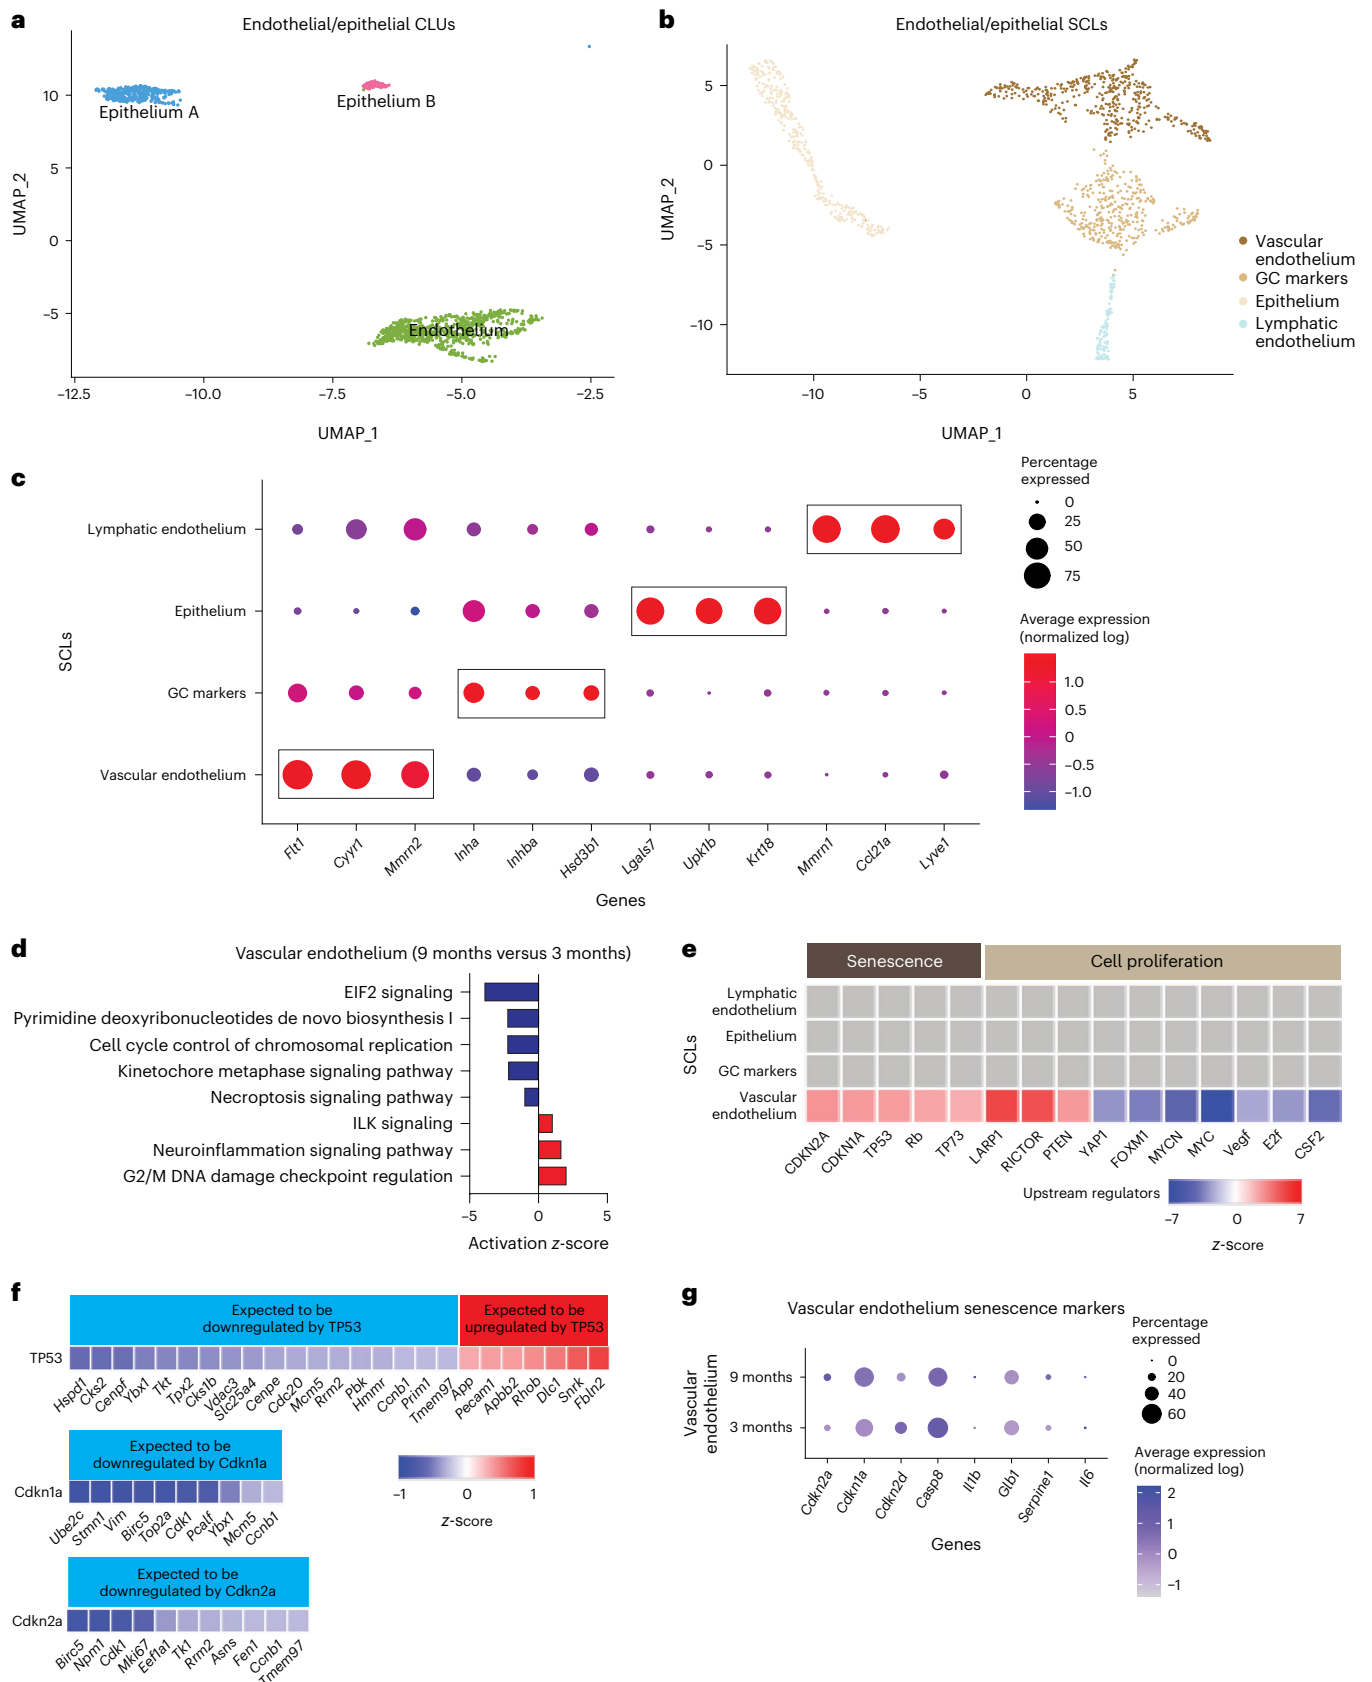 a
Endothelial/epithelial CLUs
10
5
0
−5
UMAP_2
Epithelium A
Epithelium B
Endothelium
−12.5
−10.0
−7.5
−5.0
−2.5
UMAP_1
b
Endothelial/epithelial SCLs
5
0
−5
−10
UMAP_2
−10
−5
0
5
UMAP_1
Vascular
endothelium
GC markers
Epithelium
Lymphatic
endothelium
c
SCLs
Lymphatic endothelium
Epithelium
GC markers
Vascular endothelium
Flt1
Cyyr1
Mmrn2
Inha
Inhba
Hsd3b1
Lgals7
Upk1b
Krt18
Mmrn1
Ccl21a
Lyve1
Genes
Percentage
expressed
0
25
50
75
Average expression
(normalized log)
1.0
0.5
0
−0.5
−1.0
d
Vascular endothelium (9 months versus 3 months)
EIF2 signaling
Pyrimidine deoxyribonucleotides de novo biosynthesis I
Cell cycle control of chromosomal replication
Kinetochore metaphase signaling pathway
Necroptosis signaling pathway
ILK signaling
Neuroinflammation signaling pathway
G2/M DNA damage checkpoint regulation
−5
0
5
Activation z-score
e
Senescence
Cell proliferation
SCLs
Lymphatic
endothelium
Epithelium
GC markers
Vascular
endothelium
CDKN2A
CDKN1A
TP53
Rb
TP73
LARP1
RICTOR
PTEN
YAP1
FOXM1
MYCN
MYC
Vegf
E2f
CSF2
Upstream regulators
−7
0
7
z-score
f
Expected to be
downregulated by TP53
Expected to be
upregulated by TP53
TP53
Hspd1
Cks2
Cenpf
Ybx1
Tkt
Tpx2
Cks1b
Vdac3
Slc25a4
Cenpe
Cdc20
Mcm5
Rrm2
Pbk
Hmmr
Ccnb1
Prim1
Tmem97
App
Pecam1
Apbb2
Rhob
Dlc1
Snrk
Fbln2
Expected to be
downregulated by Cdkn1a
Cdkn1a
Ube2c
Stmn1
Vim
Birc5
Top2a
Cdk1
Pcalf
Ybx1
Mcm5
Ccnb1
−1
0
1
z-score
Expected to be
downregulated by Cdkn2a
Cdkn2a
Birc5
Npm1
Cdk1
Mki67
Eef1a1
Tk1
Rrm2
Asns
Fen1
Ccnb1
Tmem97
g
Vascular endothelium senescence markers
Vascular
endothelium
9 months
3 months
Cdkn2a
Cdkn1a
Cdkn2d
Casp8
Il1b
Glb1
Serpine1
Il6
Genes
Percentage
expressed
0
20
40
60
Average expression
(normalized log)
2
1
0
−1